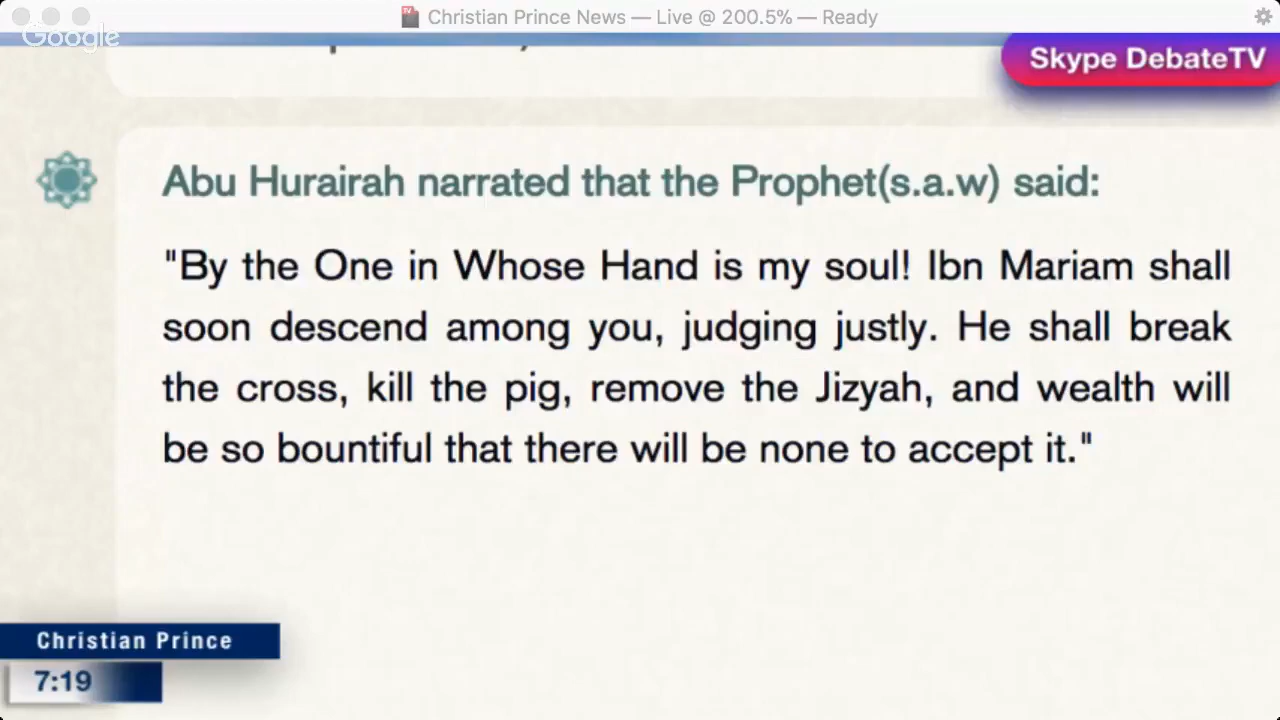 Christian Prince News — Live @ 200.5% — Ready
Google
Skype DebateTV
Abu Hurairah narrated that the Prophet(s.a.w) said:
"By the One in Whose Hand is my soul! Ibn Mariam shall
soon descend among you, judging justly. He shall break
the cross, kill the pig, remove the Jizyah, and wealth will
be so bountiful that there will be none to accept it."
Christian Prince
7:19